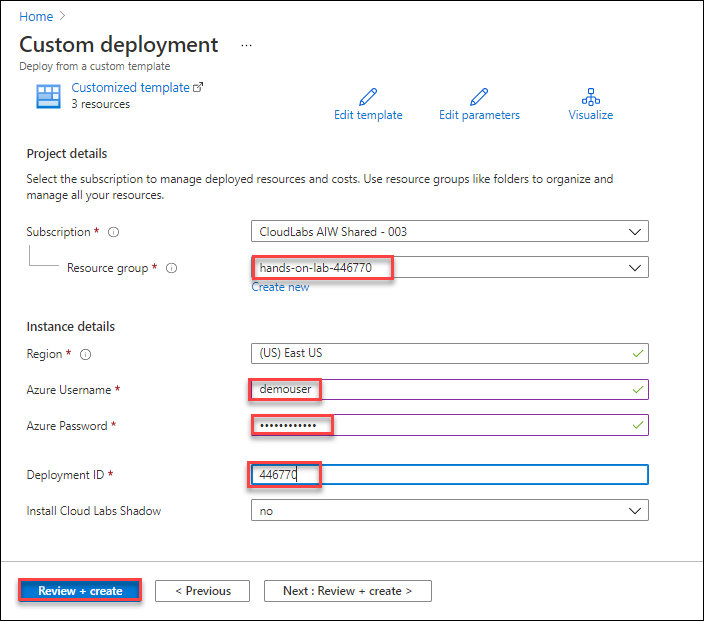 Home >
Custom deployment ...
Deploy from a custom template
Customized template
3 resources
Edit template
Edit parameters
Visualize
Project details
Select the subscription to manage deployed resources and costs. Use resource groups like folders to organize and
manage all your resources.
Subscription *
CloudLabs AIW Shared - 003
Resource group *
hands-on-lab-446770
Create new
Instance details
Region *
(US) East US
Azure Username *
demouser
Azure Password *
••••••••••••
Deployment ID *
446770
Install Cloud Labs Shadow
no
Review + create
< Previous
Next : Review + create >